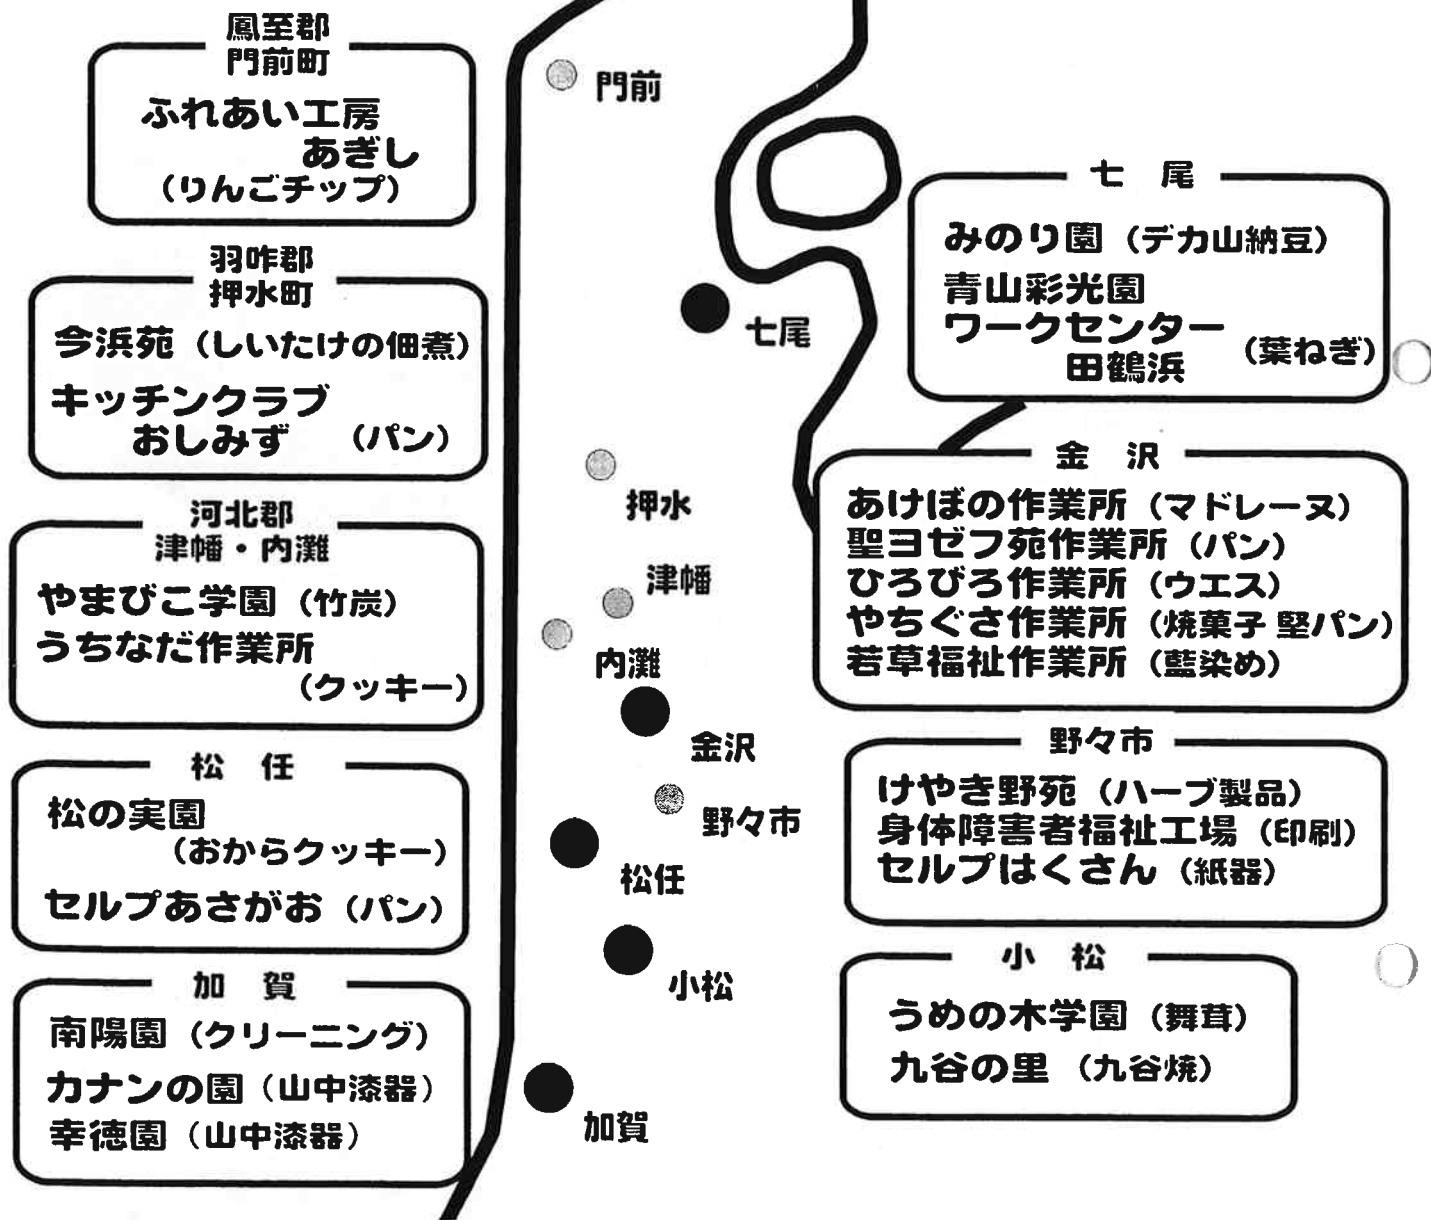 鳳至郡
門前町
ふれあい工房
あぎし
（りんごチップ）
羽咋郡
押水町
今浜苑（しいたけの佃煮）
キッチンクラブ
おしみず （パン）
河北郡
津幡・内灘
やまびこ学園（竹炭）
うちなだ作業所
（クッキー）
松 任
松の実園
（おからクッキー）
セルプあさがお（パン）
加 賀
南陽園（クリーニング）
カナンの園（山中漆器）
幸徳園（山中漆器）
門前
七尾
押水
津幡
内灘
金沢
野々市
松任
小松
加賀
七 尾
みのり園（デカ山納豆）
青山彩光園
ワークセンター
田鶴浜 （葉ねぎ）
金 沢
あけぼの作業所（マドレーヌ）
聖ヨゼフ苑作業所（パン）
ひろびろ作業所（ウエス）
やちぐさ作業所（焼菓子 堅パン）
若草福祉作業所（藍染め）
野々市
けやき野苑（ハーブ製品）
身体障害者福祉工場（印刷）
セルプはくさん（紙器）
小 松
うめの木学園（舞茸）
九谷の里（九谷焼）